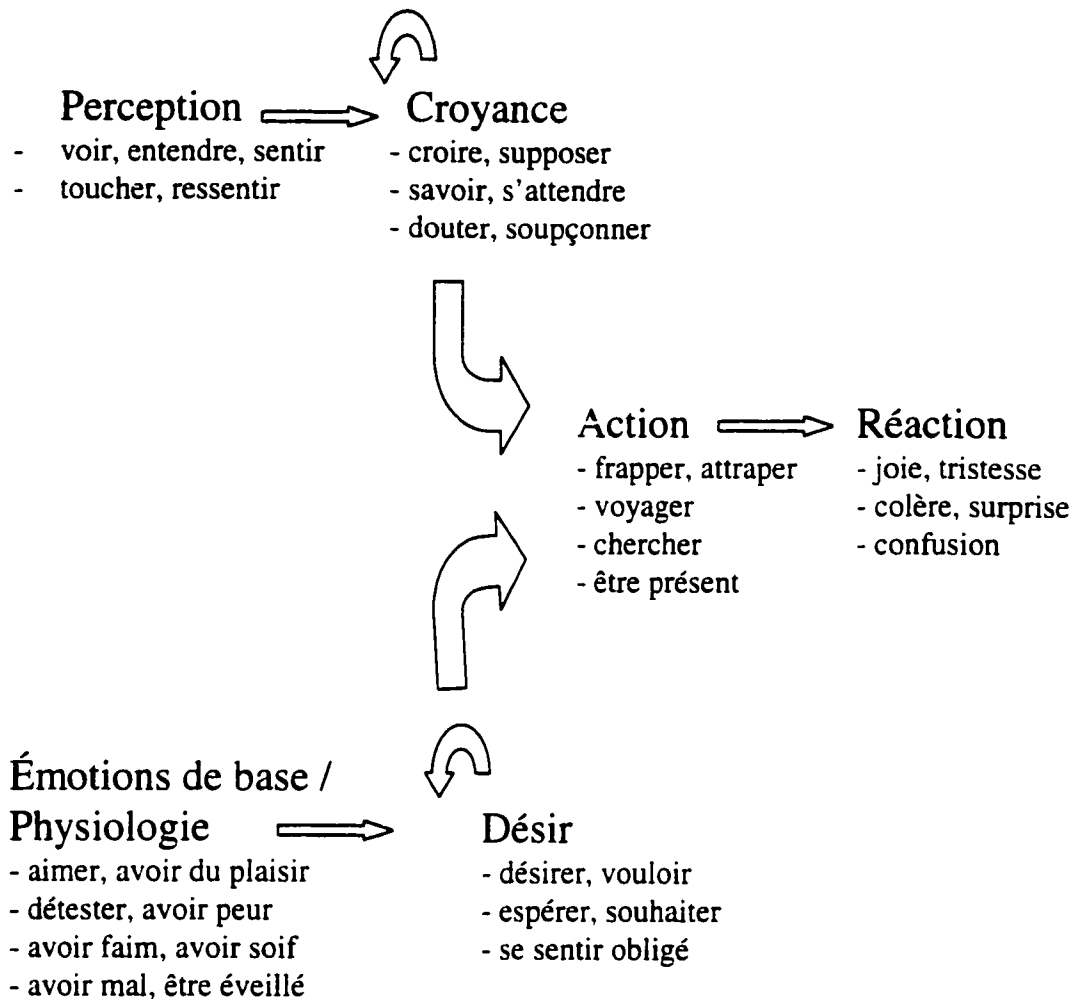 Perception
- voir, entendre, sentir
- toucher, ressentir
Croyance
- croire, supposer
- savoir, s'attendre
- douter, soupçonner
Action
- frapper, attraper
- voyager
- chercher
- être présent
Réaction
- joie, tristesse
- colère, surprise
- confusion
Émotions de base /
Physiologie
- aimer, avoir du plaisir
- détester, avoir peur
- avoir faim, avoir soif
- avoir mal, être éveillé
Désir
- désirer, vouloir
- espérer, souhaiter
- se sentir obligé